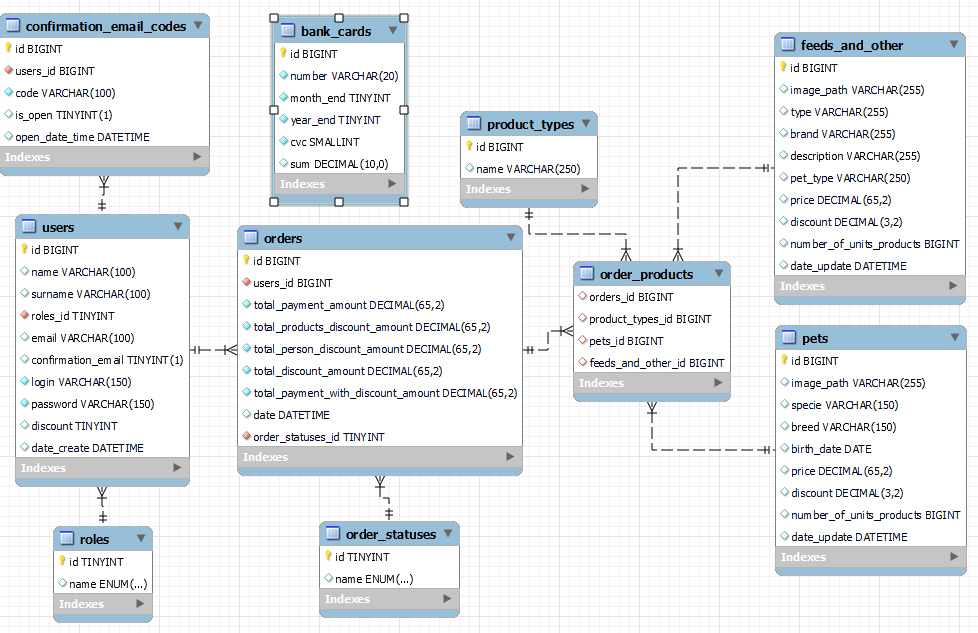 confirmation_email_codes
id BIGINT
users_id BIGINT
code VARCHAR(100)
is_open TINYINT(1)
open_date_time DATETIME
Indexes
bank_cards
id BIGINT
number VARCHAR(20)
month_end TINYINT
year_end TINYINT
cvc SMALLINT
sum DECIMAL(10,0)
Indexes
product_types
id BIGINT
name VARCHAR(250)
Indexes
feeds_and_other
id BIGINT
image_path VARCHAR(255)
type VARCHAR(255)
brand VARCHAR(255)
description VARCHAR(255)
pet_type VARCHAR(250)
price DECIMAL(65,2)
discount DECIMAL(3,2)
number_of_units_products BIGINT
date_update DATETIME
Indexes
users
id BIGINT
name VARCHAR(100)
surname VARCHAR(100)
roles_id TINYINT
email VARCHAR(100)
confirmation_email TINYINT(1)
login VARCHAR(150)
password VARCHAR(150)
discount TINYINT
date_create DATETIME
Indexes
orders
id BIGINT
users_id BIGINT
total_payment_amount DECIMAL(65,2)
total_products_discount_amount DECIMAL(65,2)
total_person_discount_amount DECIMAL(65,2)
total_discount_amount DECIMAL(65,2)
total_payment_with_discount_amount DECIMAL(65,2)
date DATETIME
order_statuses_id TINYINT
Indexes
order_products
orders_id BIGINT
product_types_id BIGINT
pets_id BIGINT
feeds_and_other_id BIGINT
Indexes
pets
id BIGINT
image_path VARCHAR(255)
specie VARCHAR(150)
breed VARCHAR(150)
birth_date DATE
price DECIMAL(65,2)
discount DECIMAL(3,2)
number_of_units_products BIGINT
date_update DATETIME
Indexes
roles
id TINYINT
name ENUM(...)
Indexes
order_statuses
id TINYINT
name ENUM(...)
Indexes